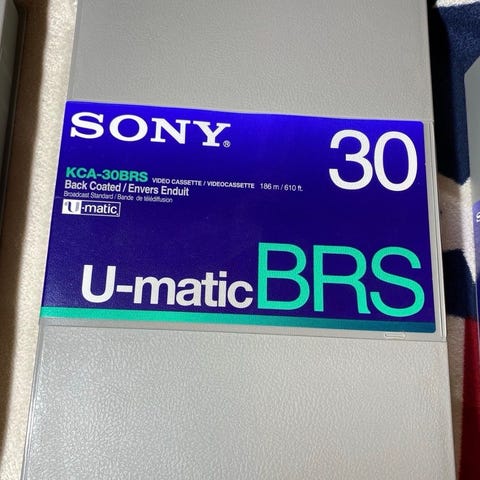 SONY® 30
KCA-30BRS VIDEO CASSETTE / VIDEOCASSETTE 186 m / 610 ft.
Back Coated / Envers Enduit
Broadcast Standard / Bande de télédiffusion
U-matic
U-matic BRS